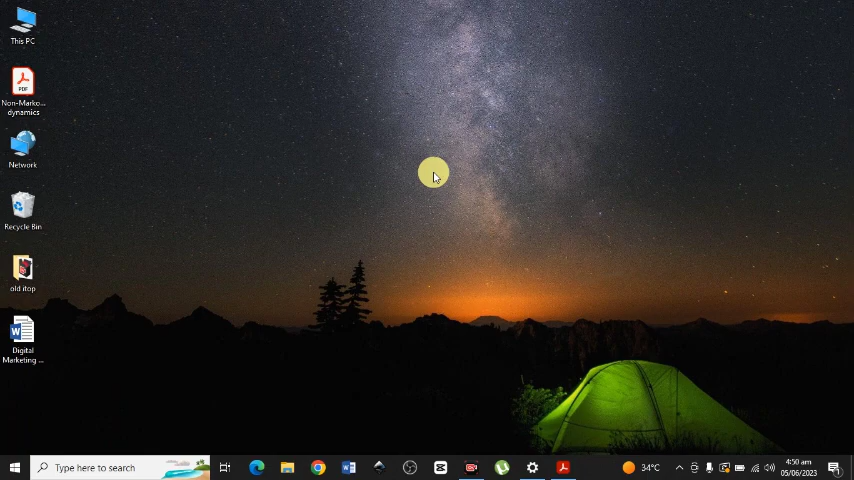 This PC
PDF
Non-Marko...
dynamics
Network
Recycle Bin
old itop
Digital
Marketing ...
Type here to search
34°C
4:50 am
05/06/2023